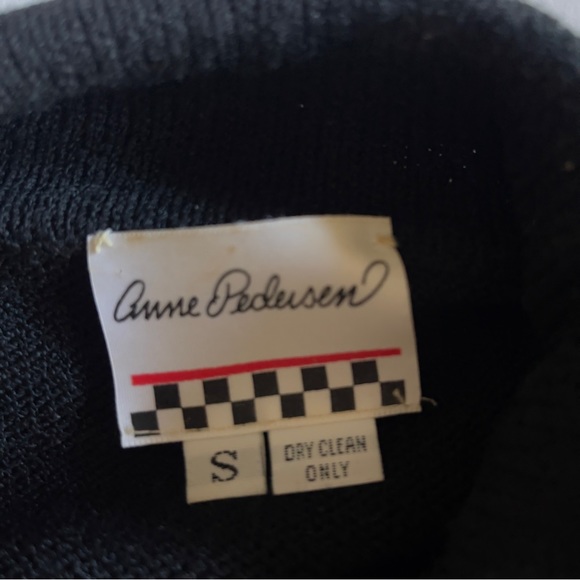 Anne Pedersen
S
DRY CLEAN
ONLY